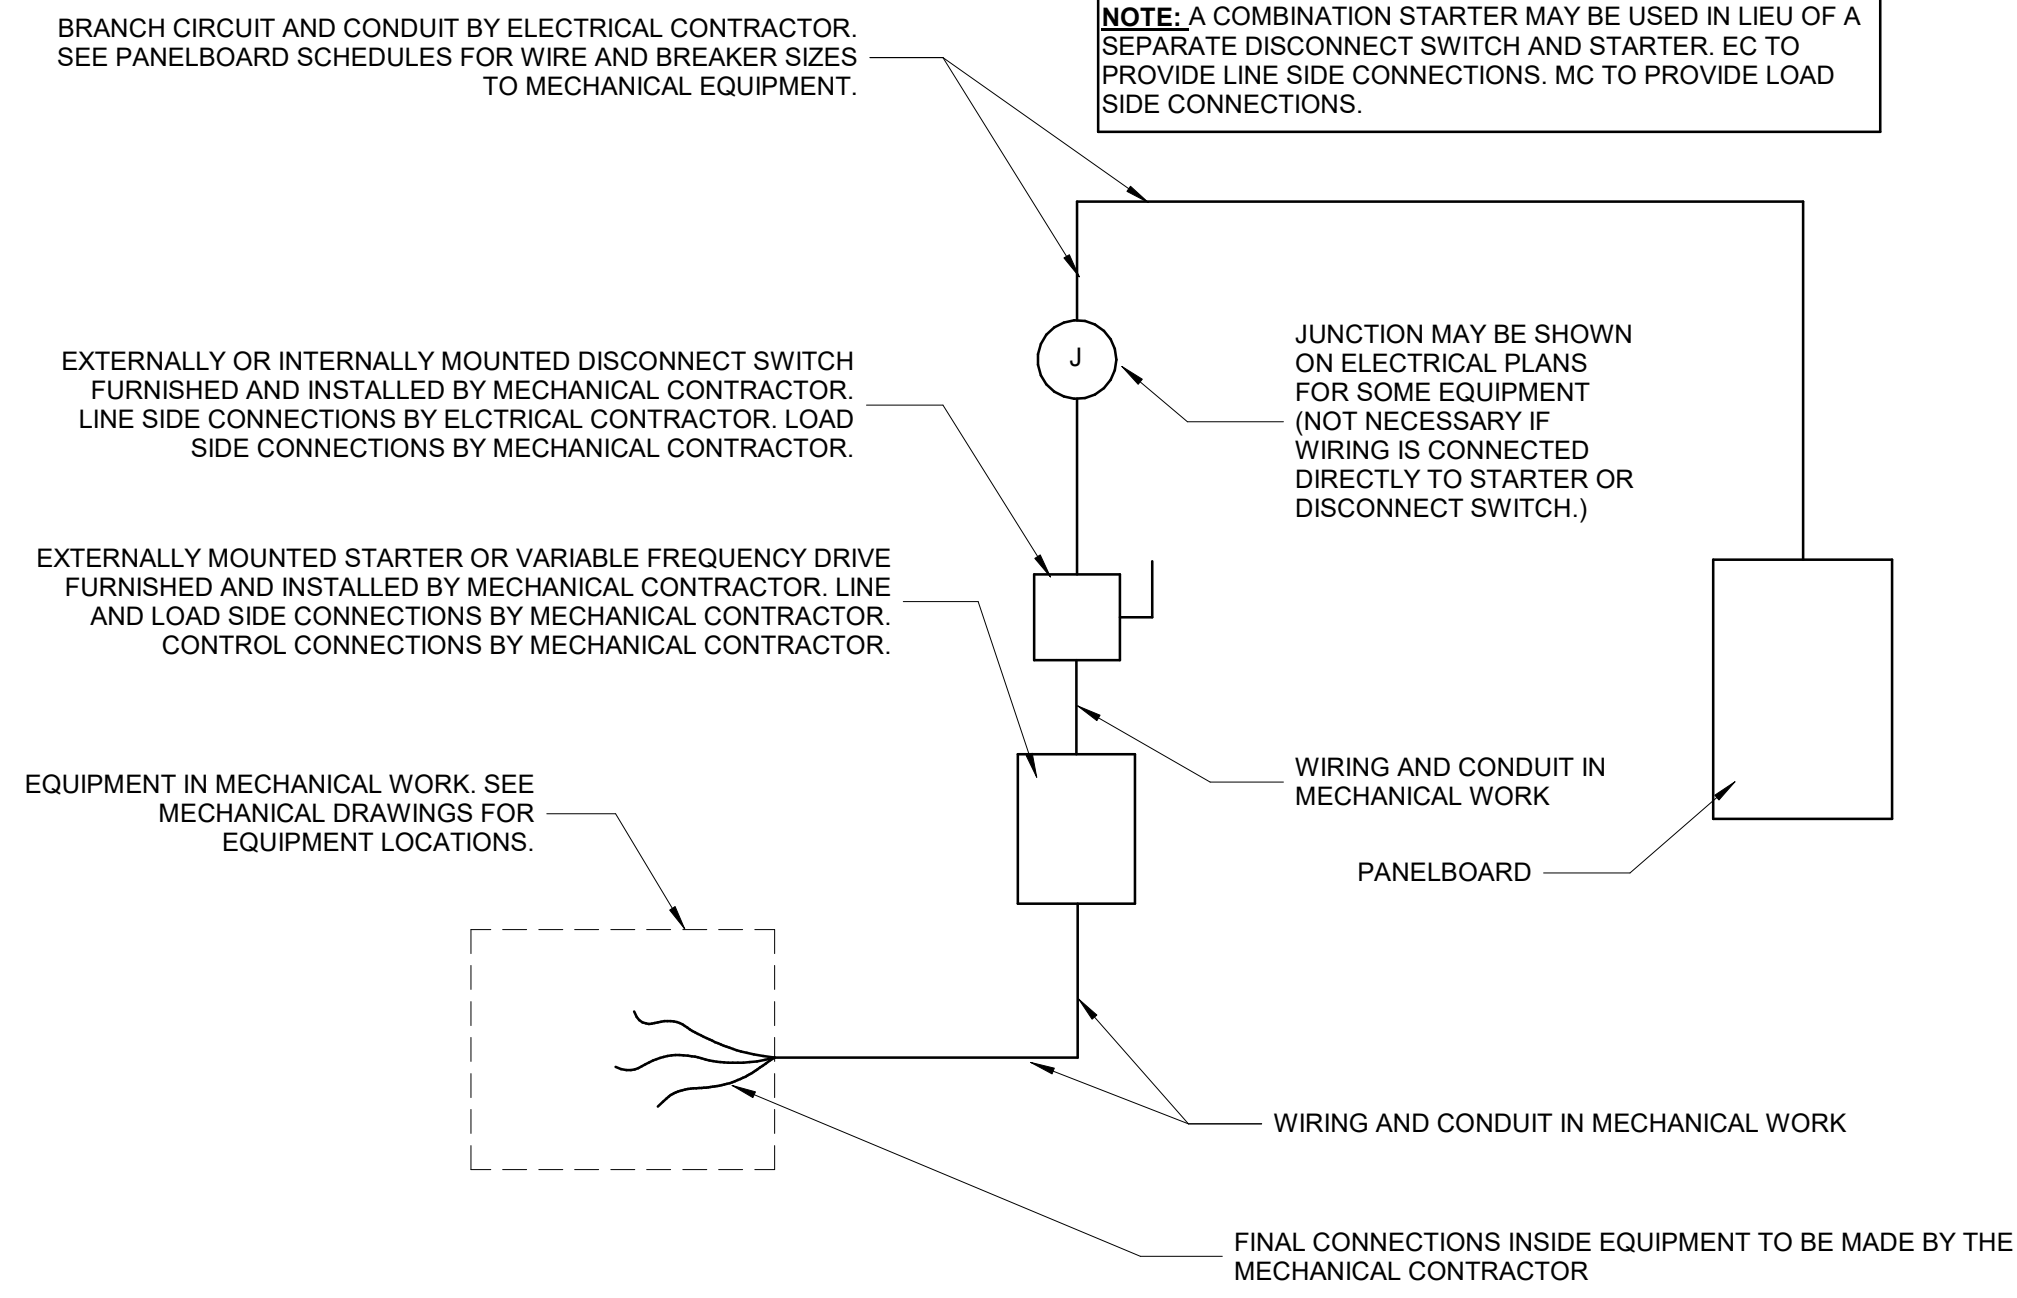 BRANCH CIRCUIT AND CONDUIT BY ELECTRICAL CONTRACTOR.
SEE PANELBOARD SCHEDULES FOR WIRE AND BREAKER SIZES
TO MECHANICAL EQUIPMENT.
NOTE: A COMBINATION STARTER MAY BE USED IN LIEU OF A
SEPARATE DISCONNECT SWITCH AND STARTER. EC TO
PROVIDE LINE SIDE CONNECTIONS. MC TO PROVIDE LOAD
SIDE CONNECTIONS.
J
JUNCTION MAY BE SHOWN
ON ELECTRICAL PLANS
FOR SOME EQUIPMENT
(NOT NECESSARY IF
WIRING IS CONNECTED
DIRECTLY TO STARTER OR
DISCONNECT SWITCH.)
EXTERNALLY OR INTERNALLY MOUNTED DISCONNECT SWITCH
FURNISHED AND INSTALLED BY MECHANICAL CONTRACTOR.
LINE SIDE CONNECTIONS BY ELCTRICAL CONTRACTOR. LOAD
SIDE CONNECTIONS BY MECHANICAL CONTRACTOR.
EXTERNALLY MOUNTED STARTER OR VARIABLE FREQUENCY DRIVE
FURNISHED AND INSTALLED BY MECHANICAL CONTRACTOR. LINE
AND LOAD SIDE CONNECTIONS BY MECHANICAL CONTRACTOR.
CONTROL CONNECTIONS BY MECHANICAL CONTRACTOR.
WIRING AND CONDUIT IN
MECHANICAL WORK
EQUIPMENT IN MECHANICAL WORK. SEE
MECHANICAL DRAWINGS FOR
EQUIPMENT LOCATIONS.
PANELBOARD
WIRING AND CONDUIT IN MECHANICAL WORK
FINAL CONNECTIONS INSIDE EQUIPMENT TO BE MADE BY THE
MECHANICAL CONTRACTOR